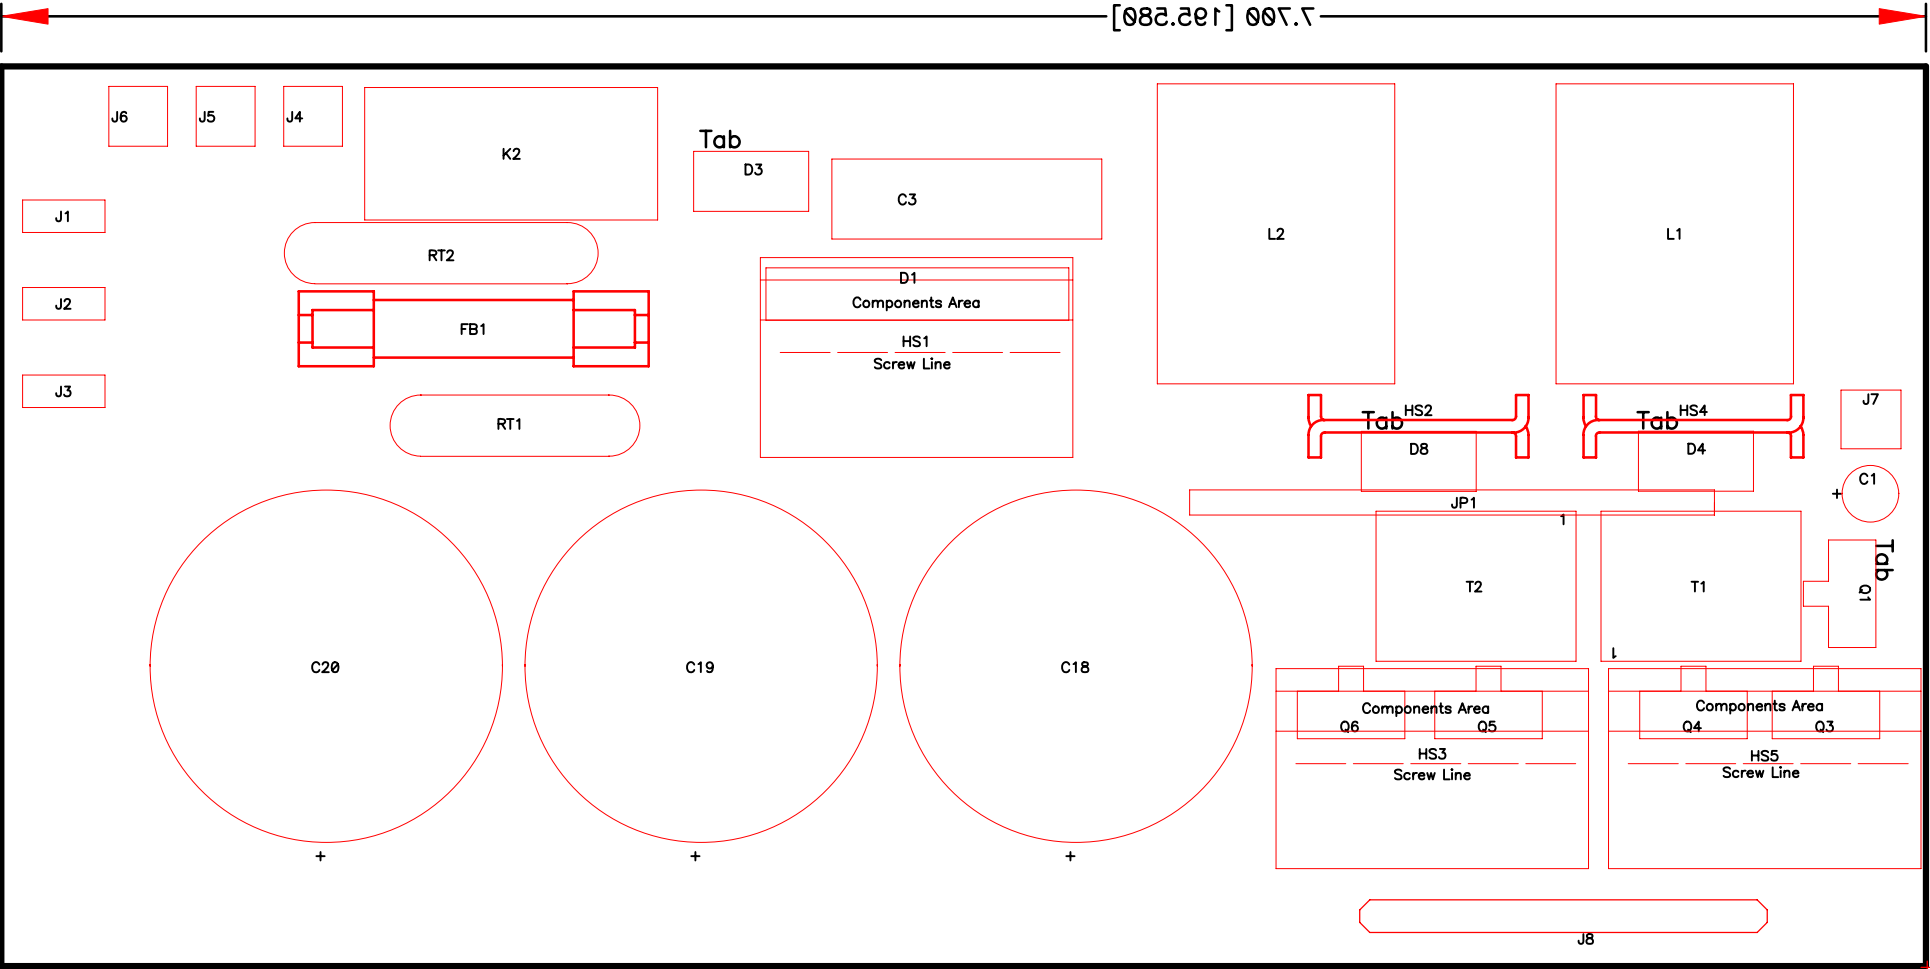 7.700 [195.580]
J6
J5
J4
K2
Tab
D3
C3
L2
L1
J1
RT2
J2
FB1
D1
Components Area
HS1
Screw Line
J3
RT1
HS2
Tab
D8
HS4
Tab
D4
J7
C1
+
JP1
1
T2
T1
1
Tab
Q1
C20
C19
C18
Components Area
Q6
Q5
HS3
Screw Line
Components Area
Q4
Q3
HS5
Screw Line
+
+
+
J8